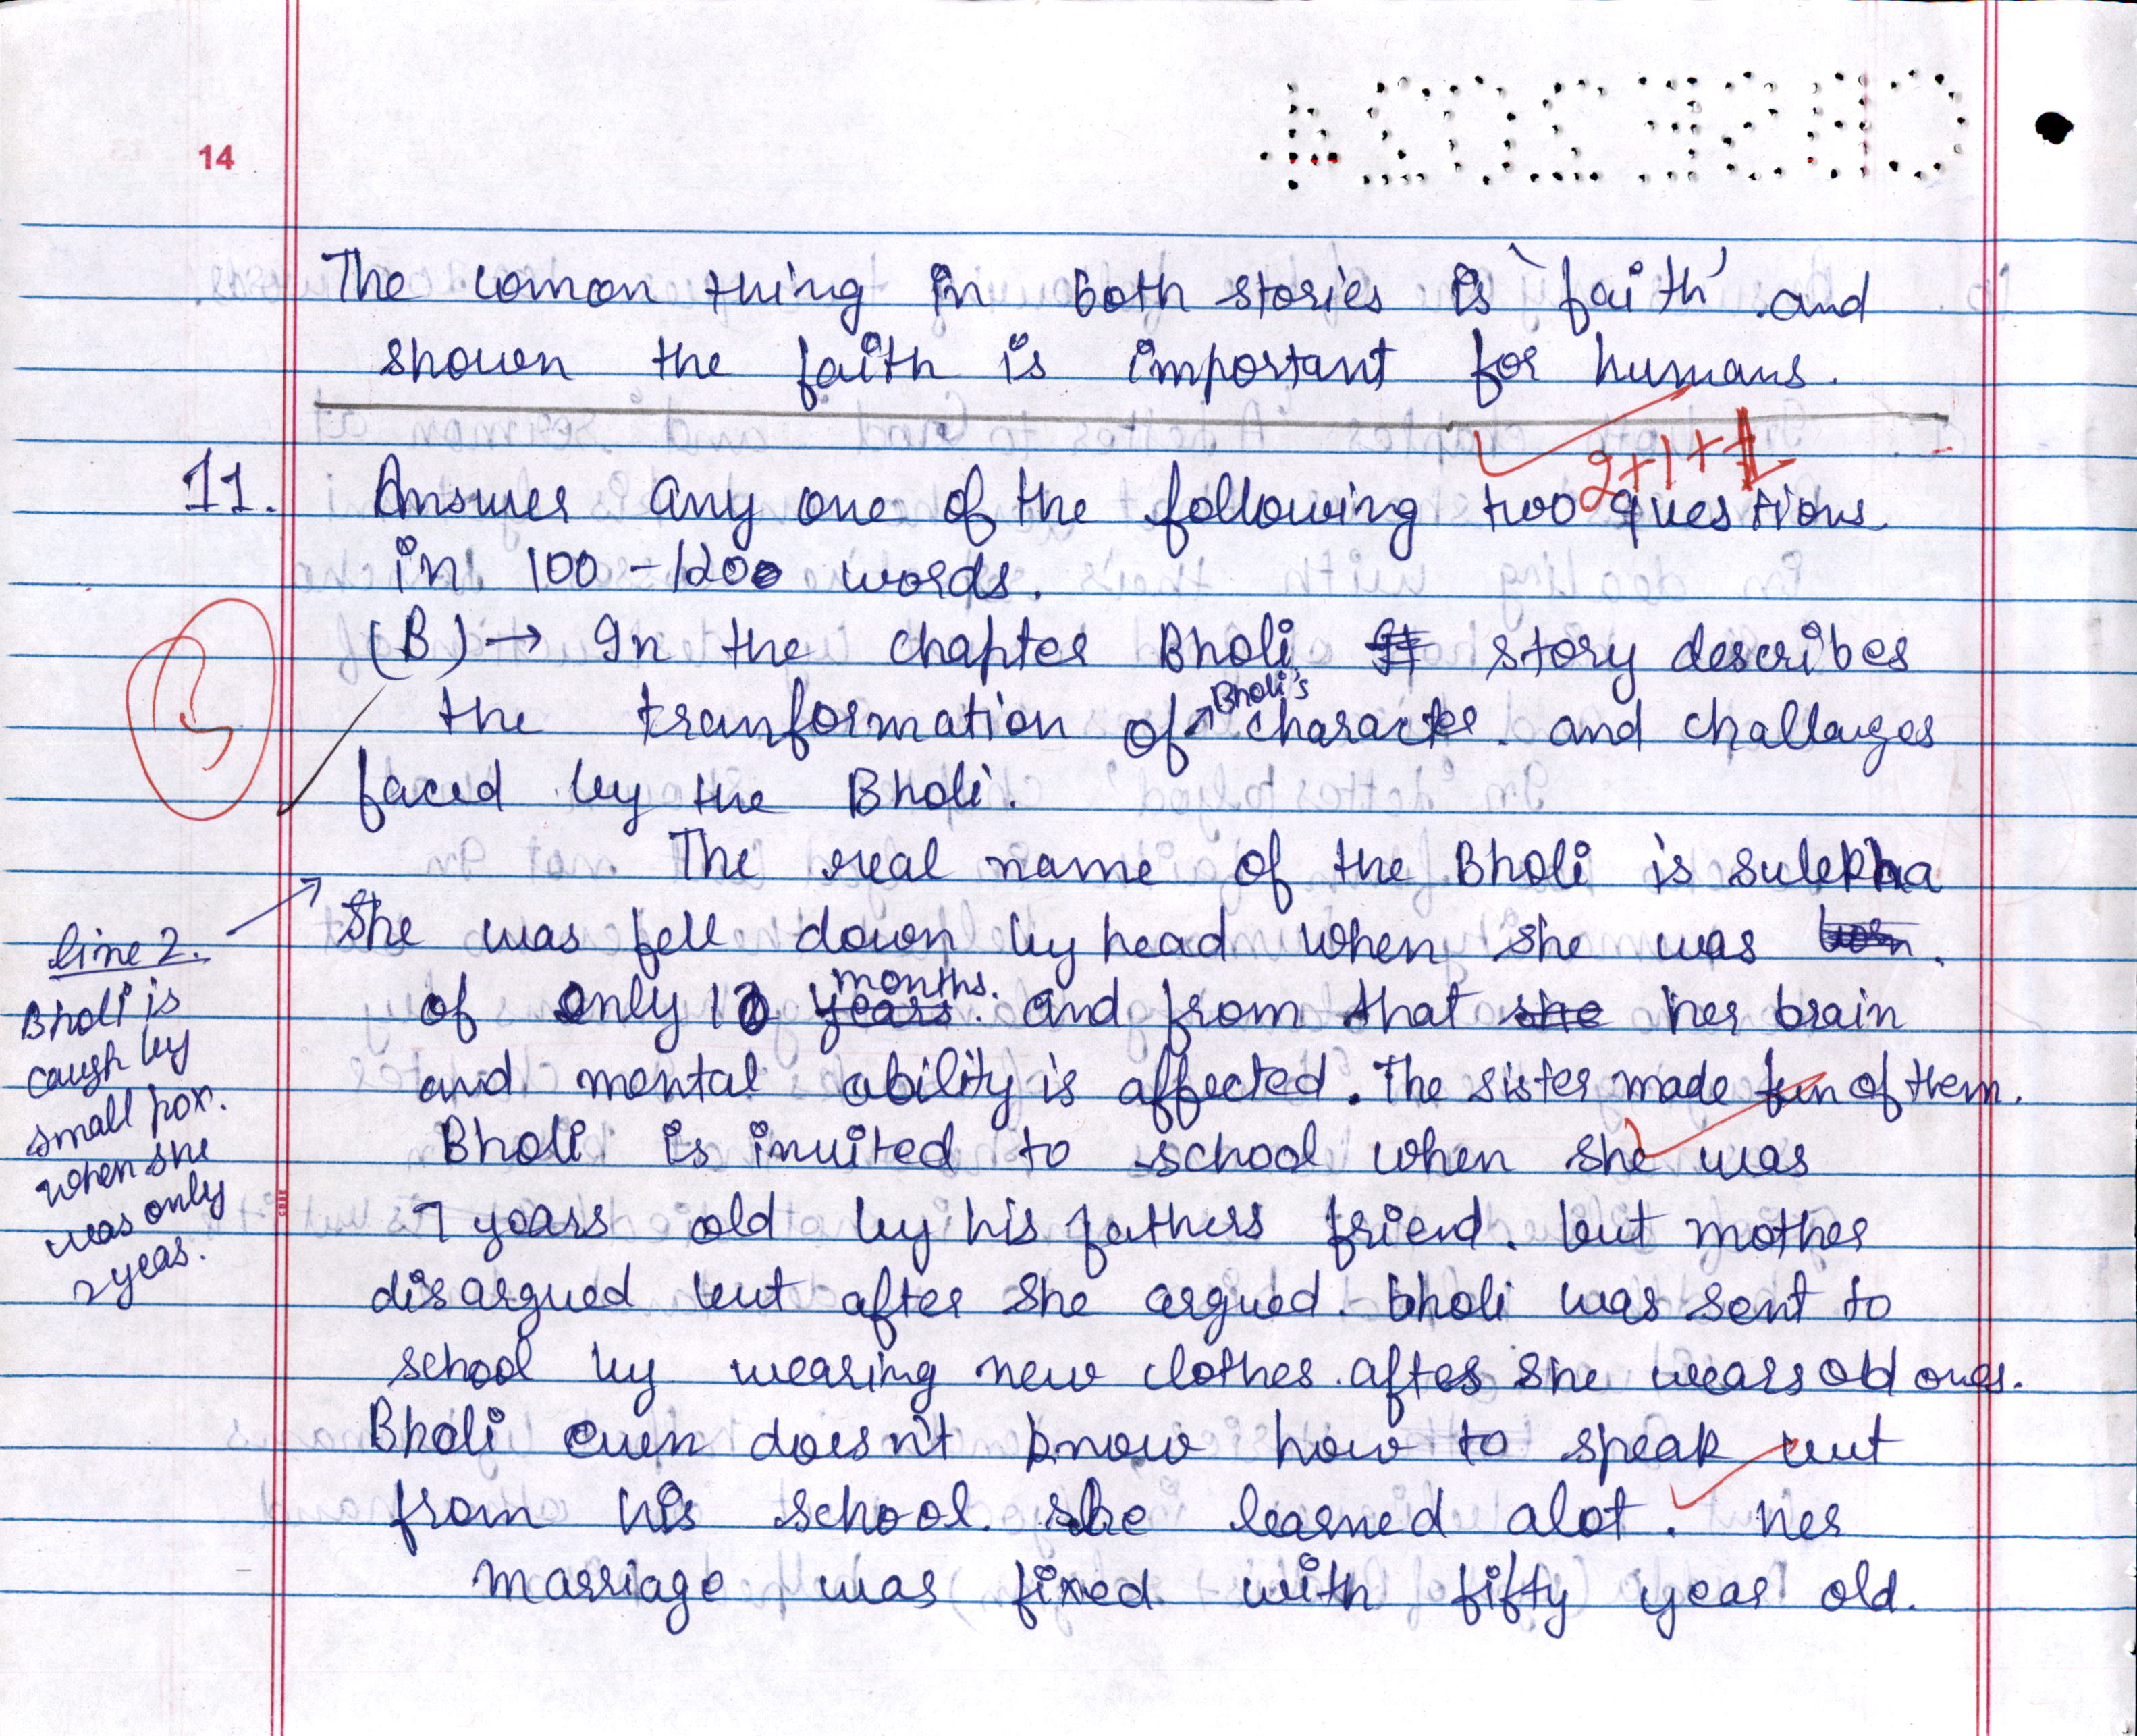 CBSE 2024
14
The comon thing in both stories is 'faith' and
shown the faith is important for humans.
2+1+1
11. Answer any one of the following two questions
in 100-1200 words.
(B) → In the chapter Bholi, It story describes
the tranformation of Bholi's character. and challanges
faced by the Bholi.
The real name of the Bholi is sulekha
She was fell down by head when she was born.
of only 10 years months. and from that she her brain
and mental ability is affected. The sister made fun of them.
Bholi is invited to school when she was
7 years old by his fathers friend. but mother
disargued but after she argued. bholi was sent to
school by wearing new clothes. after she wears old ones.
Bholi even doesn't know how to speak but
from his school. she learned alot. her
marriage was fixed with fifty year old.
line 2.
Bholi is
caugh by
small pox.
when she
was only
2 yeas.